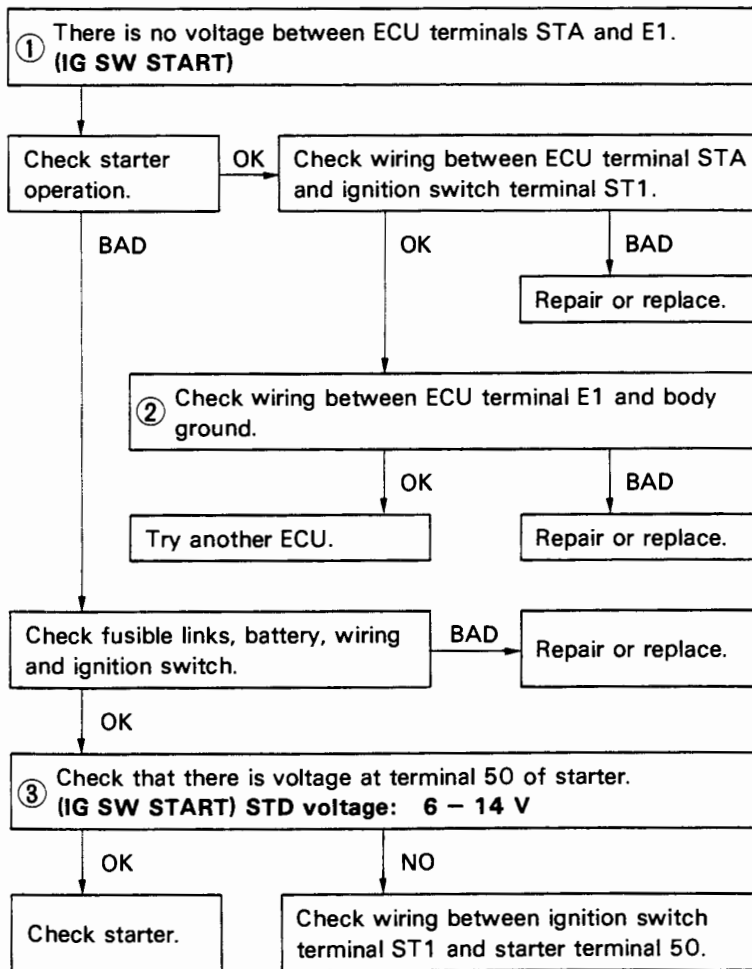 ① There is no voltage between ECU terminals STA and E1.
(IG SW START)
Check starter
operation.
OK
Check wiring between ECU terminal STA
and ignition switch terminal ST1.
BAD
OK
BAD
Repair or replace.
② Check wiring between ECU terminal E1 and body
ground.
OK
BAD
Try another ECU.
Repair or replace.
Check fusible links, battery, wiring
and ignition switch.
BAD
Repair or replace.
OK
③ Check that there is voltage at terminal 50 of starter.
(IG SW START) STD voltage: 6 – 14 V
OK
NO
Check starter.
Check wiring between ignition switch
terminal ST1 and starter terminal 50.